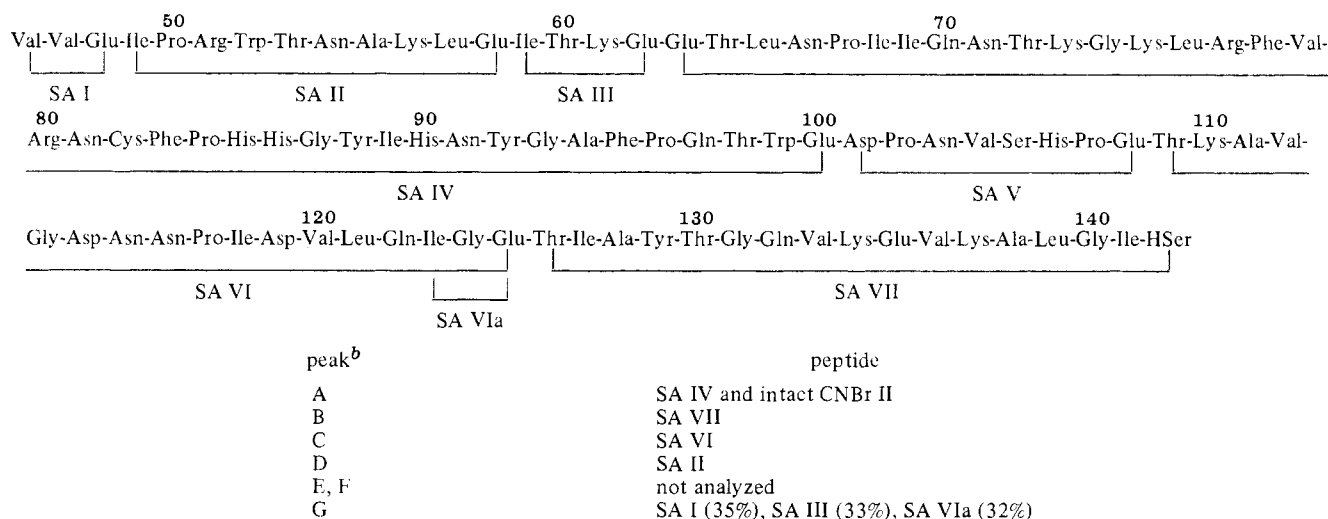 50 60 70
Val-Val-Glu-Ile-Pro-Arg-Trp-Thr-Asn-Ala-Lys-Leu-Glu-Ile-Thr-Lys-Glu-Glu-Thr-Leu-Asn-Pro-Ile-Ile-Gln-Asn-Thr-Lys-Gly-Lys-Leu-Arg-Phe-Val-
SA I SA II SA III
80 90 100 110
Arg-Asn-Cys-Phe-Pro-His-His-Gly-Tyr-Ile-His-Asn-Tyr-Gly-Ala-Phe-Pro-Gln-Thr-Trp-Glu-Asp-Pro-Asn-Val-Ser-His-Pro-Glu-Thr-Lys-Ala-Val-
SA IV SA V
120 130 140
Gly-Asp-Asn-Asn-Pro-Ile-Asp-Val-Leu-Gln-Ile-Gly-Glu-Thr-Ile-Ala-Tyr-Thr-Gly-Gln-Val-Lys-Glu-Val-Lys-Ala-Leu-Gly-Ile-HSer
SA VI SA VII
SA VIa
peak b peptide
A SA IV and intact CNBr II
B SA VII
C SA VI
D SA II
E, F not analyzed
G SA I (35%), SA III (33%), SA VIa (32%)